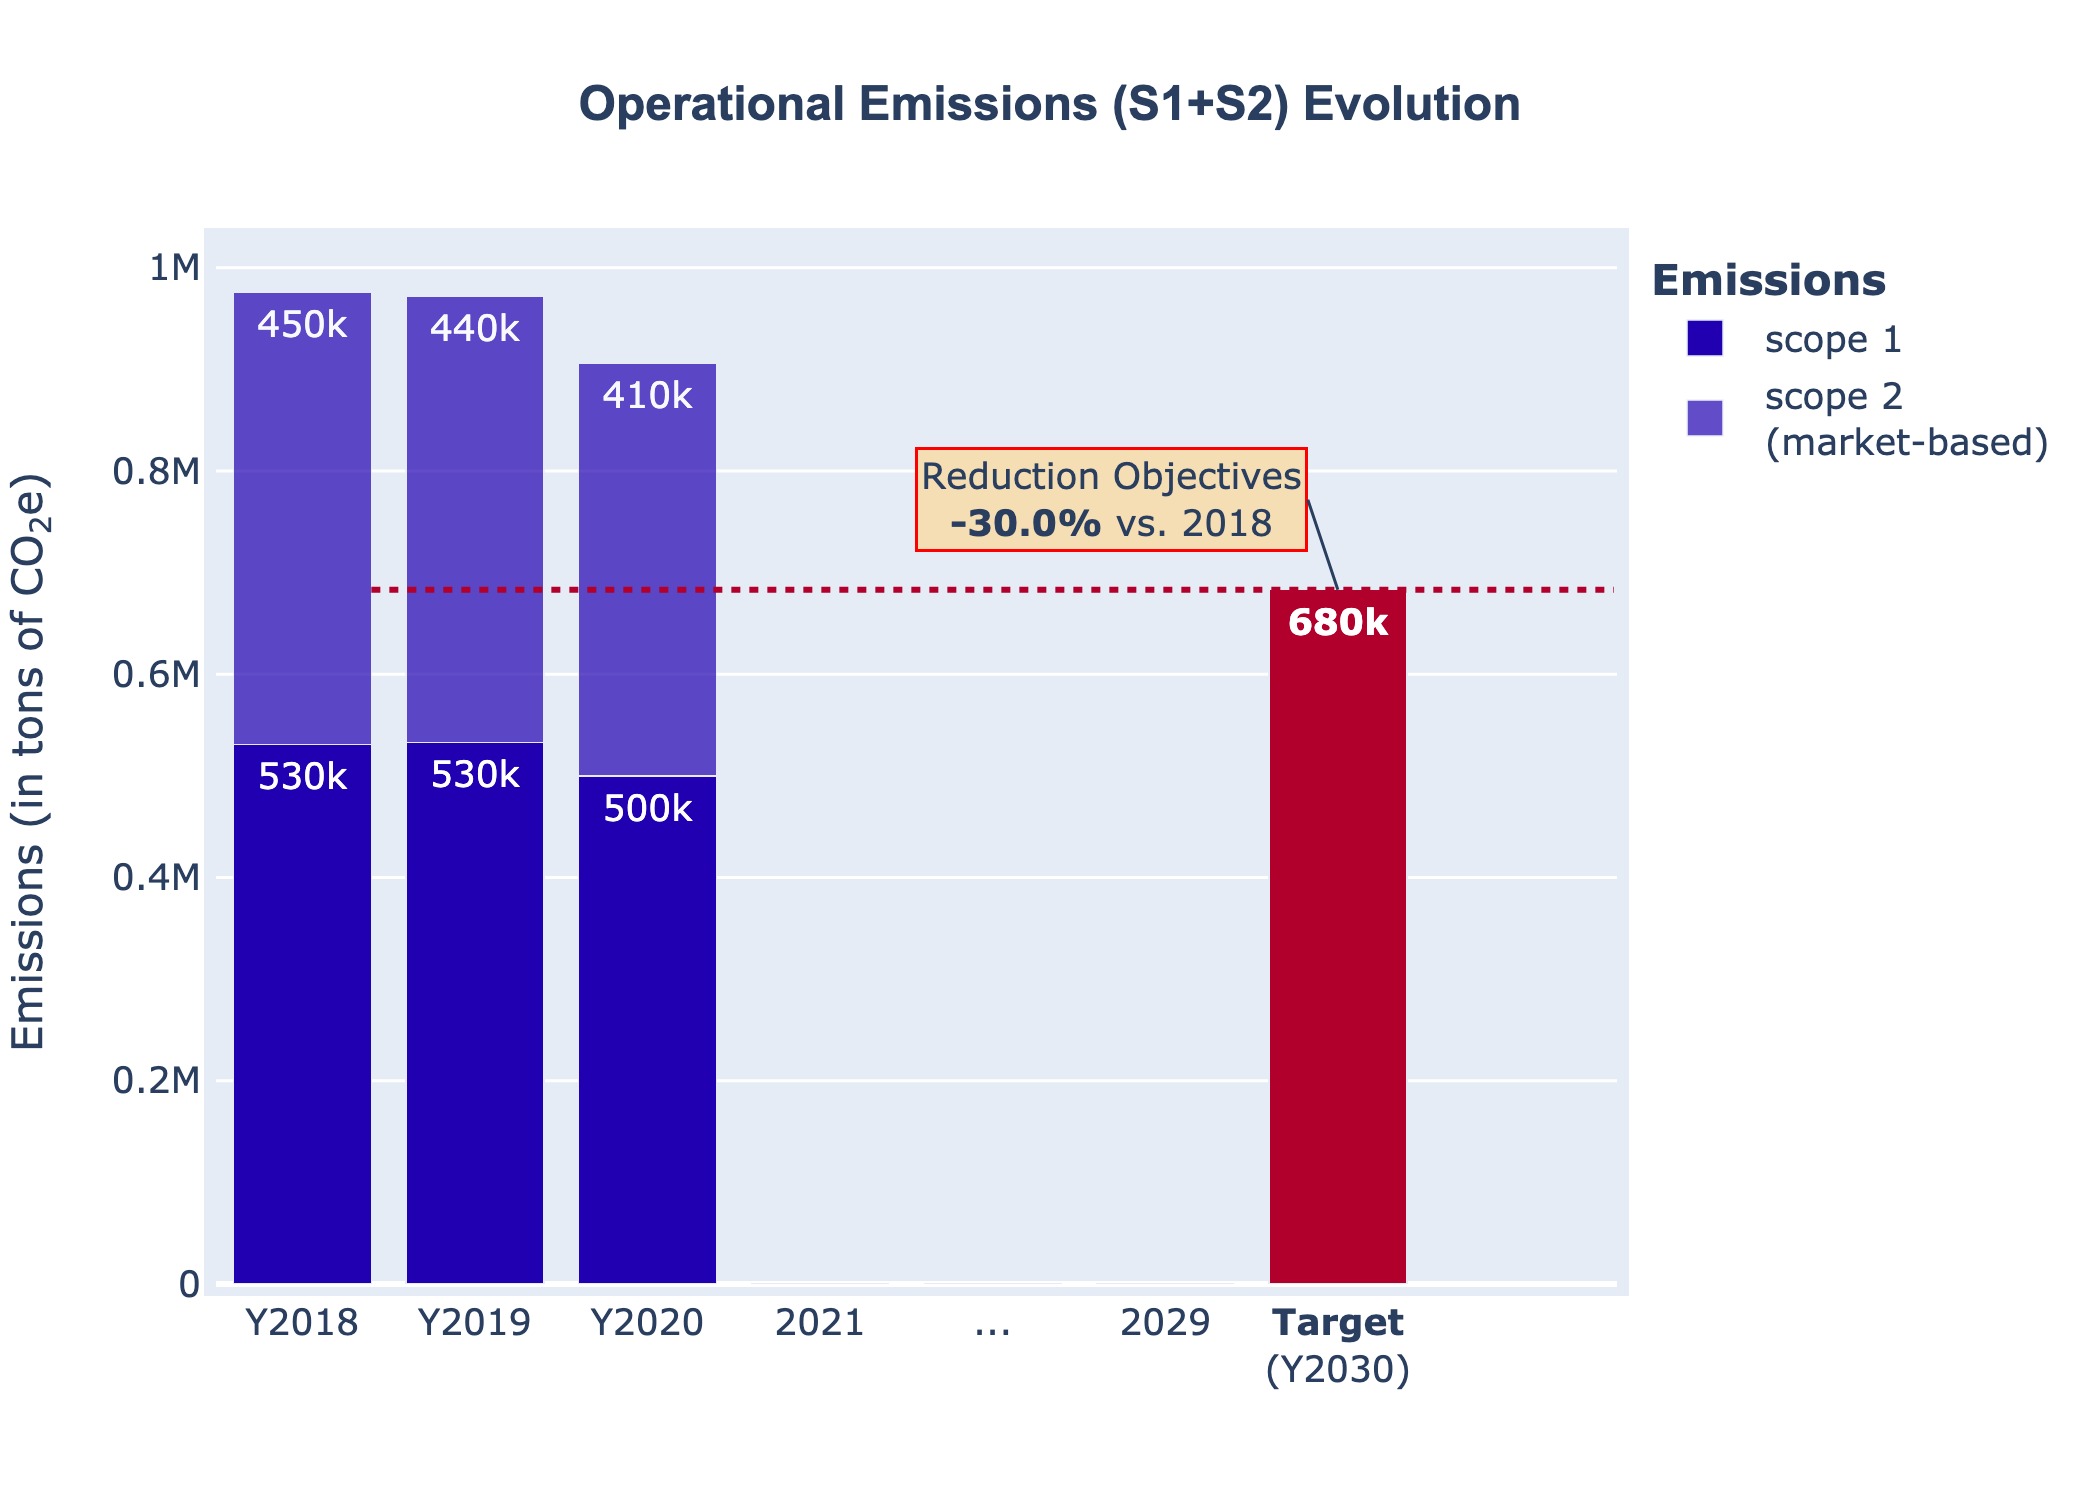 Operational Emissions (S1+S2) Evolution
Emissions (in tons of CO₂e)
1M
0.8M
0.6M
0.4M
0.2M
0
450k
440k
410k
530k
530k
500k
Reduction Objectives
-30.0% vs. 2018
680k
Y2018
Y2019
Y2020
2021
...
2029
Target
(Y2030)
Emissions
scope 1
scope 2
(market-based)